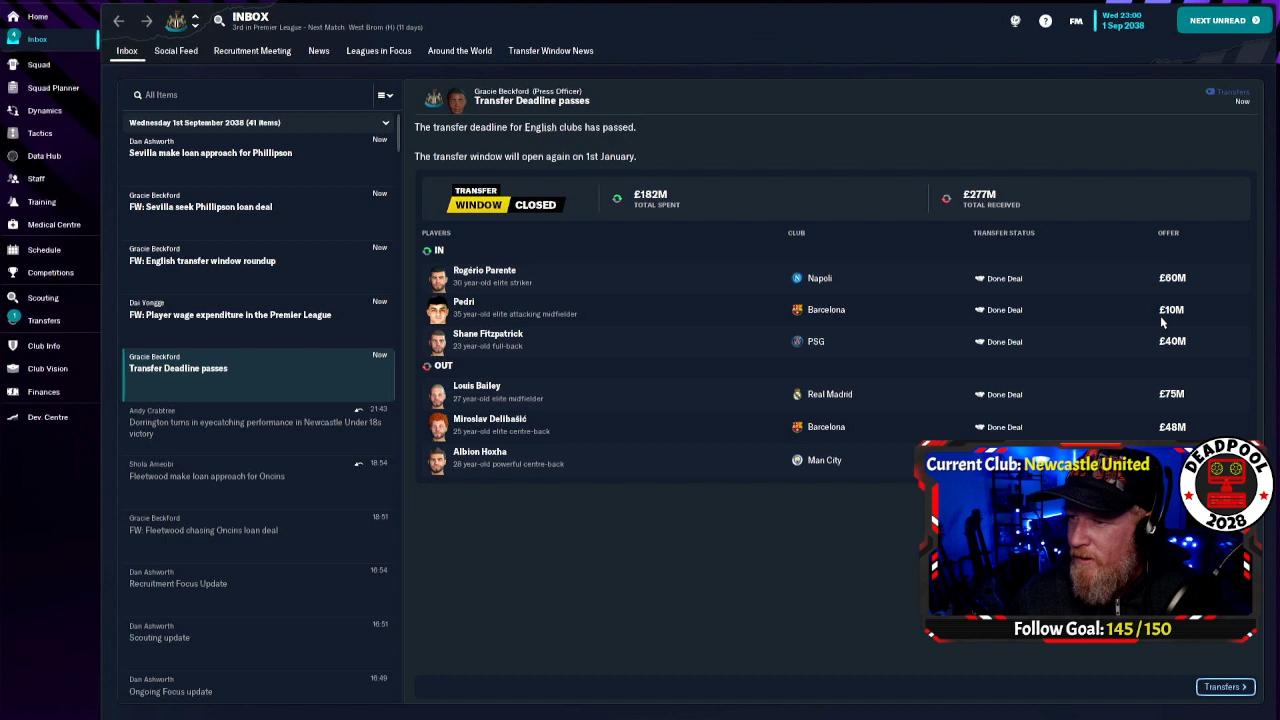 Home
Inbox
Squad
Squad Planner
Dynamics
Tactics
Data Hub
Staff
Training
Medical Centre
Schedule
Competitions
Scouting
1
Transfers
Club Info
Club Vision
Finances
Dev. Centre
INBOX
3rd in Premier League - Next Match: West Brom (H) (11 days)
FM
Wed 23:00
1 Sep 2038
NEXT UNREAD
Inbox
Social Feed
Recruitment Meeting
News
Leagues in Focus
Around the World
Transfer Window News
All Items
Wednesday 1st September 2038 (41 items)
Dan Ashworth
Now
Sevilla make loan approach for Phillipson
Gracie Beckford
Now
FW: Sevilla seek Phillipson loan deal
Gracie Beckford
Now
FW: English transfer window roundup
Dai Yongge
Now
FW: Player wage expenditure in the Premier League
Gracie Beckford
Now
Transfer Deadline passes
Andy Crabtree
21:43
Dorrington turns in eyecatching performance in Newcastle Under 18s
victory
Shola Ameobi
18:54
Fleetwood make loan approach for Oncins
Gracie Beckford
18:51
FW: Fleetwood chasing Oncins loan deal
Dan Ashworth
16:54
Recruitment Focus Update
Dan Ashworth
16:51
Scouting update
Dan Ashworth
16:49
Ongoing Focus update
Gracie Beckford (Press Officer)
Transfer Deadline passes
Transfers
Now
The transfer deadline for English clubs has passed.
The transfer window will open again on 1st January.
TRANSFER
WINDOW CLOSED
£182M
TOTAL SPENT
£277M
TOTAL RECEIVED
PLAYERS
CLUB
TRANSFER STATUS
OFFER
IN
Rogério Parente
30 year-old elite striker
Napoli
Done Deal
£60M
Pedri
35 year-old elite attacking midfielder
Barcelona
Done Deal
£10M
Shane Fitzpatrick
23 year-old full-back
PSG
Done Deal
£40M
OUT
Louis Bailey
27 year-old elite midfielder
Real Madrid
Done Deal
£75M
Miroslav Delibašić
25 year-old elite centre-back
Barcelona
Done Deal
£48M
Albion Hoxha
28 year-old powerful centre-back
Man City
Current Club: Newcastle United
DEADPOOL
2028
Follow Goal: 145 / 150
Transfers